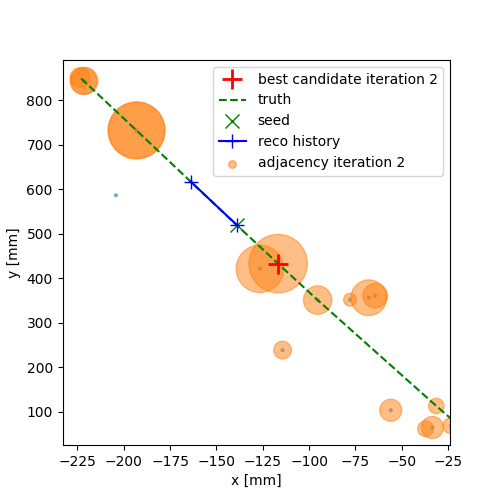 best candidate iteration 2
truth
seed
reco history
adjacency iteration 2
y [mm]
800
700
600
500
400
300
200
100
−225 −200 −175 −150 −125 −100 −75 −50 −25
x [mm]